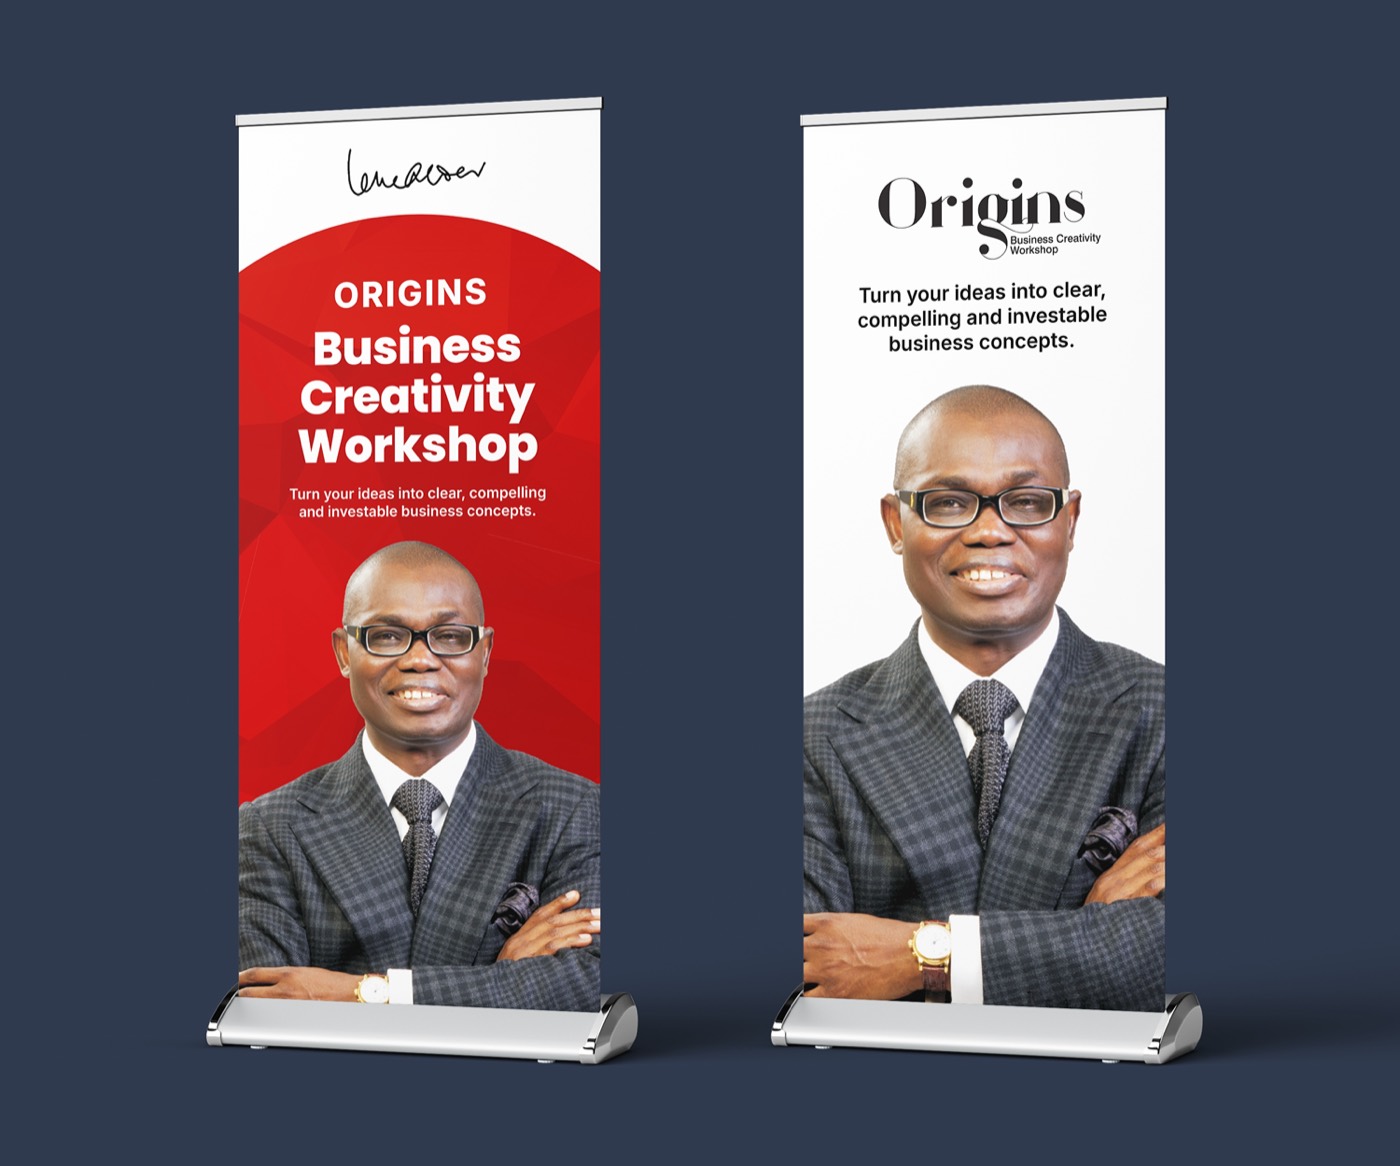 ORIGINS
Business
Creativity
Workshop
Turn your ideas into clear, compelling
and investable business concepts.
Origins
Business Creativity
Workshop
Turn your ideas into clear,
compelling and investable
business concepts.